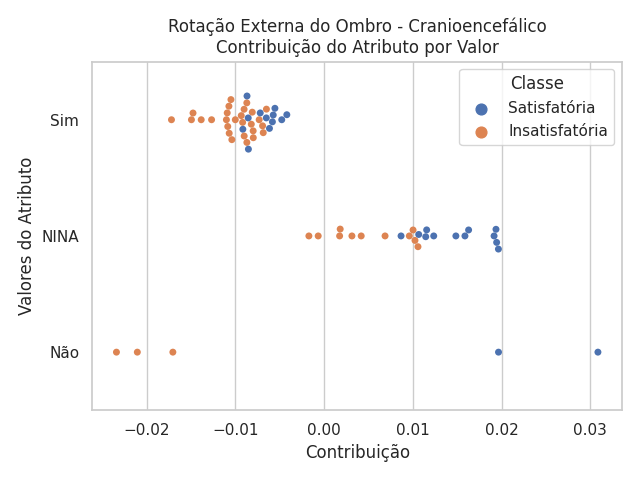 Rotação Externa do Ombro - Cranioencefálico
Contribuição do Atributo por Valor
Classe
Satisfatória
Insatisfatória
Valores do Atributo
Sim
NINA
Não
−0.02 −0.01 0.00 0.01 0.02 0.03
Contribuição